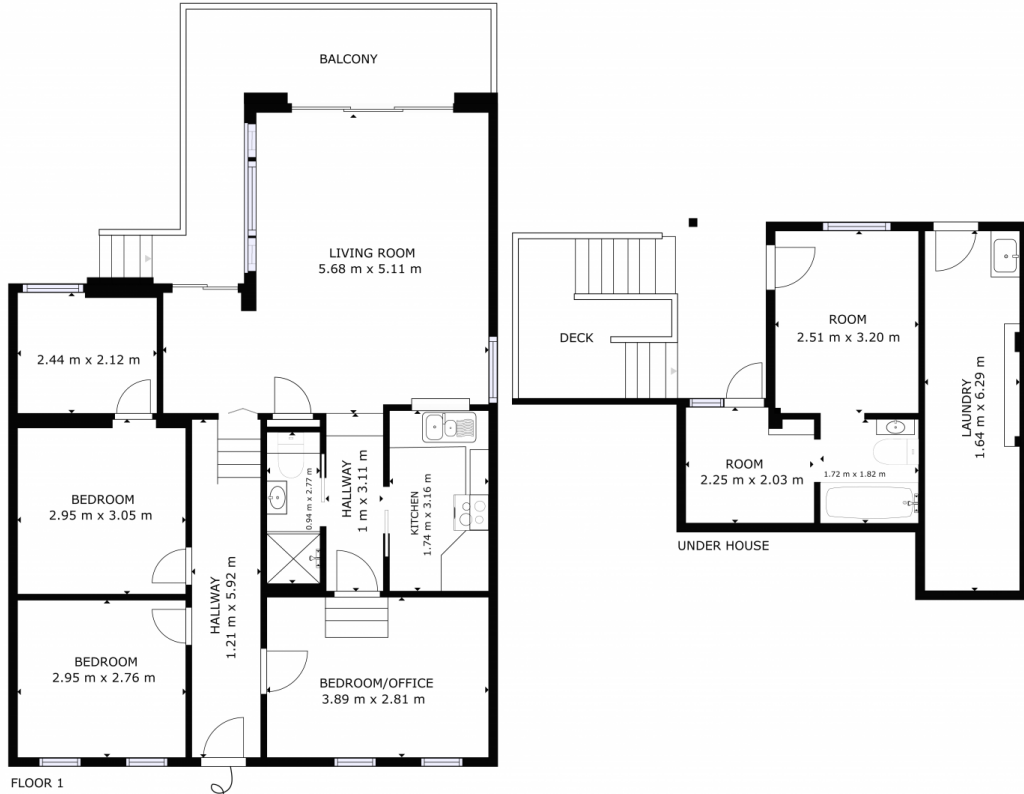 BALCONY
LIVING ROOM
5.68 m x 5.11 m
2.44 m x 2.12 m
BEDROOM
2.95 m x 3.05 m
HALLWAY
1.21 m x 5.92 m
0.94 m x 2.77 m
HALLWAY
1 m x 3.11 m
KITCHEN
1.74 m x 3.16 m
BEDROOM
2.95 m x 2.76 m
BEDROOM/OFFICE
3.89 m x 2.81 m
FLOOR 1
DECK
ROOM
2.51 m x 3.20 m
LAUNDRY
1.64 m x 6.29 m
ROOM
2.25 m x 2.03 m
1.72 m x 1.82 m
UNDER HOUSE